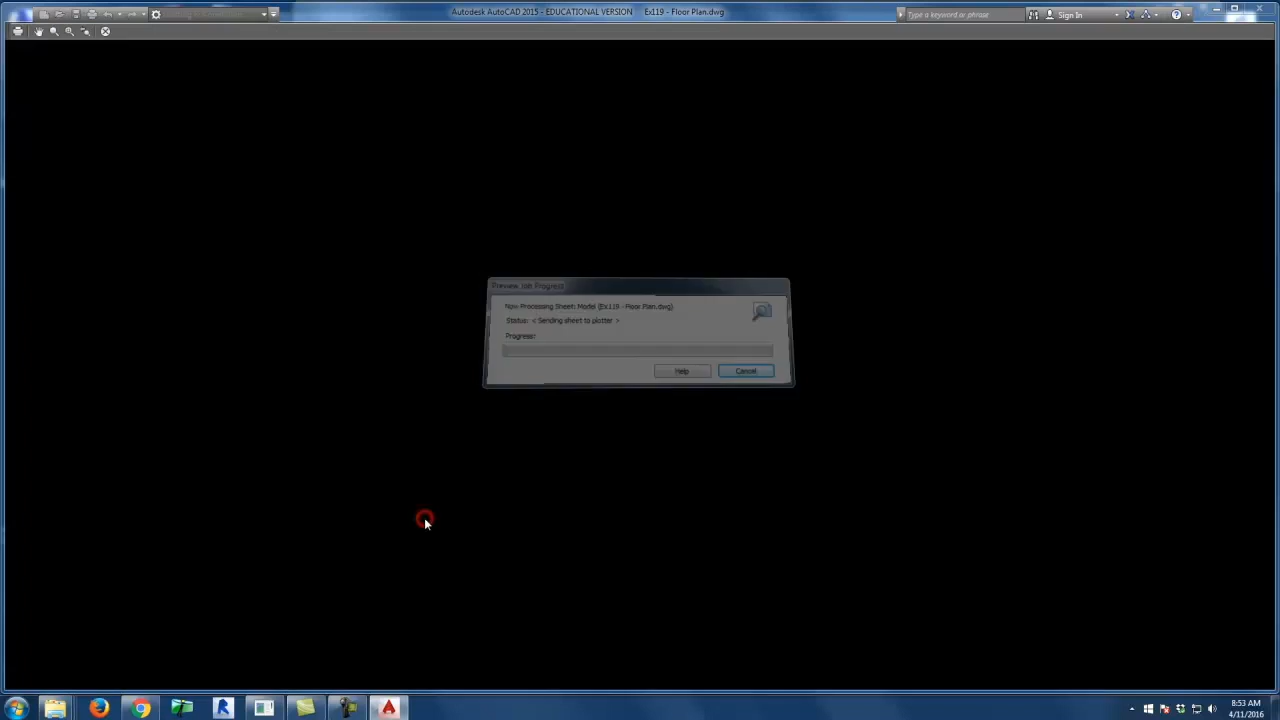 Autodesk AutoCAD 2015 - EDUCATIONAL VERSION Ex119 - Floor Plan.dwg
Type a keyword or phrase
Sign In
Preview Job Progress
Now Processing Sheet: Model (Ex119 - Floor Plan.dwg)
Status: < Sending sheet to plotter >
Progress:
Help
Cancel
8:53 AM
4/11/2016